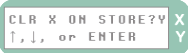 CLR X ON STORE?Y
↑,↓, or ENTER
X
Y